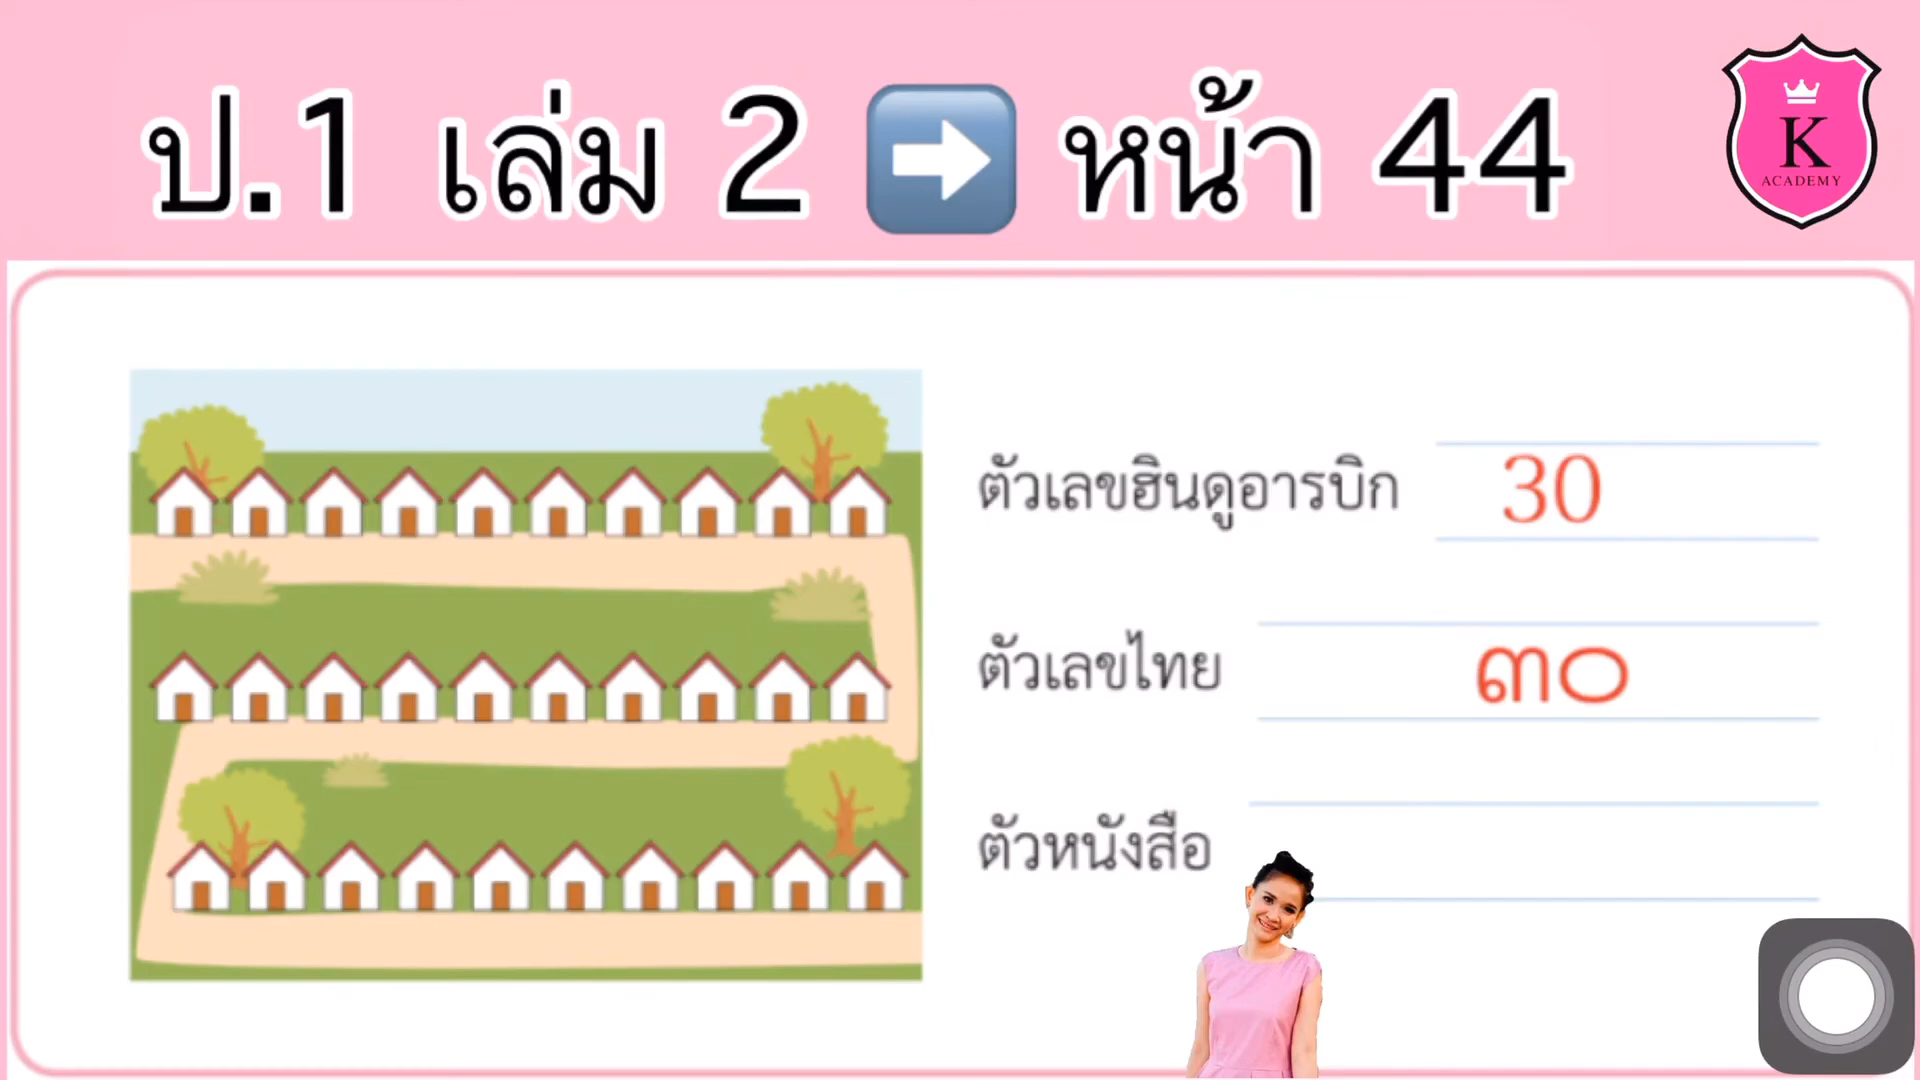 ป.1 เล่ม 2 ➡ หน้า 44
K
ACADEMY
ตัวเลขฮินดูอารบิก 30
ตัวเลขไทย ๓๐
ตัวหนังสือ